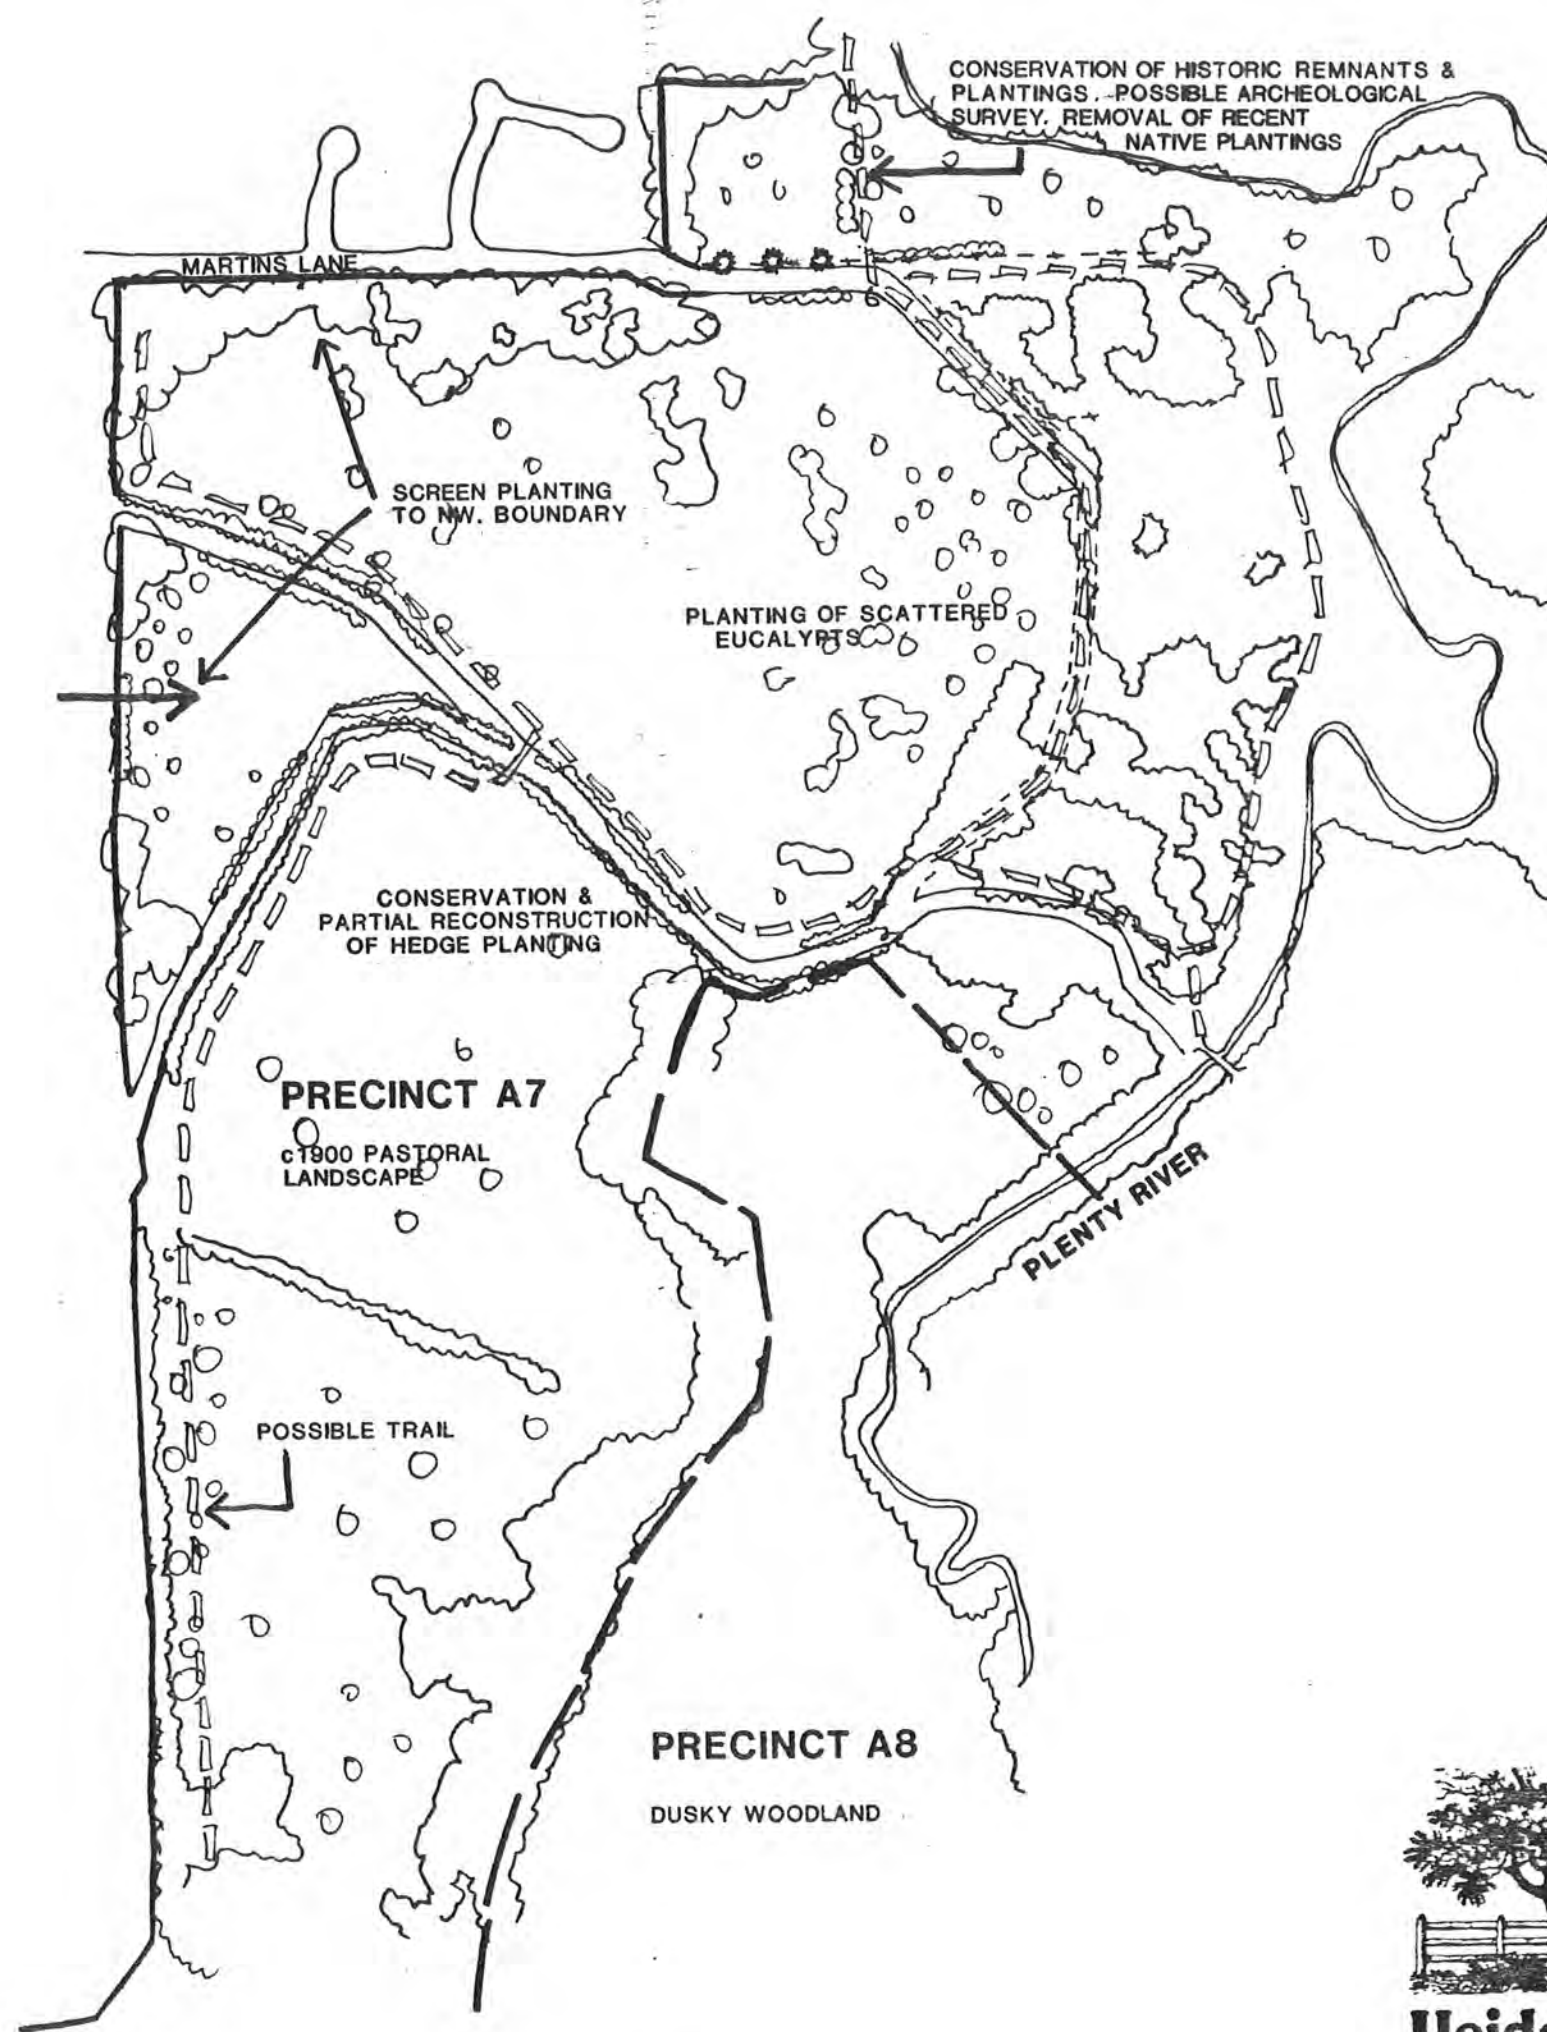 CONSERVATION OF HISTORIC REMNANTS &
PLANTINGS. POSSIBLE ARCHEOLOGICAL
SURVEY. REMOVAL OF RECENT
NATIVE PLANTINGS
MARTINS LANE
SCREEN PLANTING
TO NW. BOUNDARY
PLANTING OF SCATTERED
EUCALYPTS
CONSERVATION &
PARTIAL RECONSTRUCTION
OF HEDGE PLANTING
PRECINCT A7
c1900 PASTORAL
LANDSCAPE
PLENTY RIVER
POSSIBLE TRAIL
PRECINCT A8
DUSKY WOODLAND